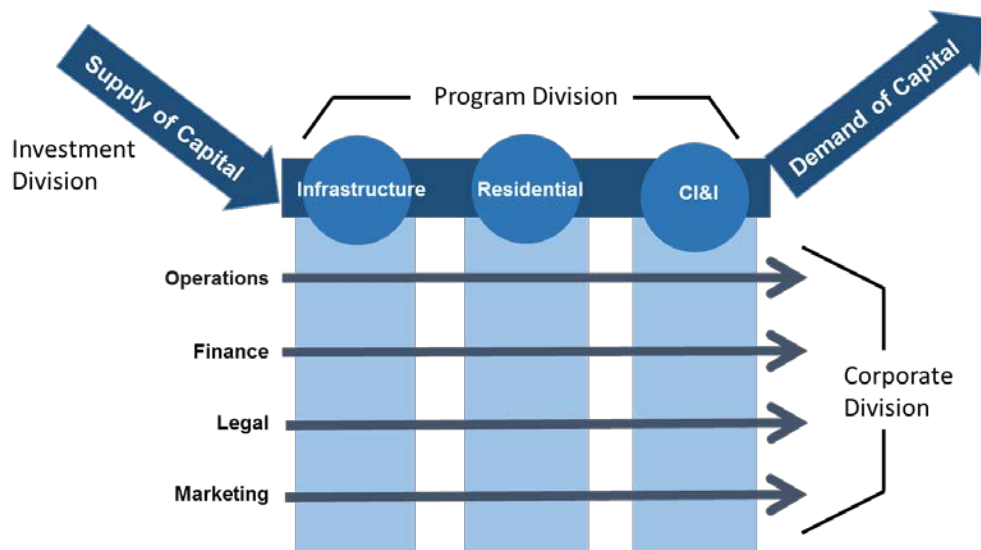 Supply of Capital
Demand of Capital
Program Division
Investment
Division
Infrastructure
Residential
CI&I
Operations
Finance
Legal
Marketing
Corporate
Division